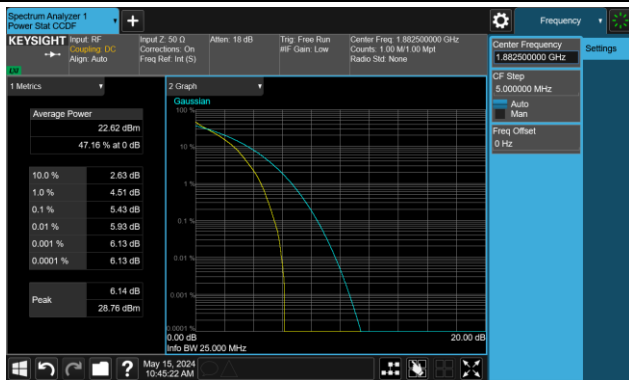 Spectrum Analyzer 1
Power Stat CCDF
Frequency
KEYSIGHT
Input: RF
Coupling: DC
Align: Auto
Input Z: 50 Ω
Corrections: On
Freq Ref: Int (S)
Atten: 18 dB
Trig: Free Run
#IF Gain: Low
Center Freq: 1.882500000 GHz
Counts: 1.00 M/1.00 Mpt
Radio Std: None
LXI
Center Frequency
1.882500000 GHz
Settings
CF Step
5.000000 MHz
Auto
Man
Freq Offset
0 Hz
1 Metrics
Average Power
22.62 dBm
47.16 % at 0 dB
10.0 % 2.63 dB
1.0 % 4.51 dB
0.1 % 5.43 dB
0.01 % 5.93 dB
0.001 % 6.13 dB
0.0001 % 6.13 dB
Peak
6.14 dB
28.76 dBm
2 Graph
Gaussian
100 %
10 %
1 %
0.1 %
0.01 %
0.001 %
0.0001 %
0.00 dB 20.00 dB
Info BW 25.000 MHz
?
May 15, 2024
10:45:22 AM